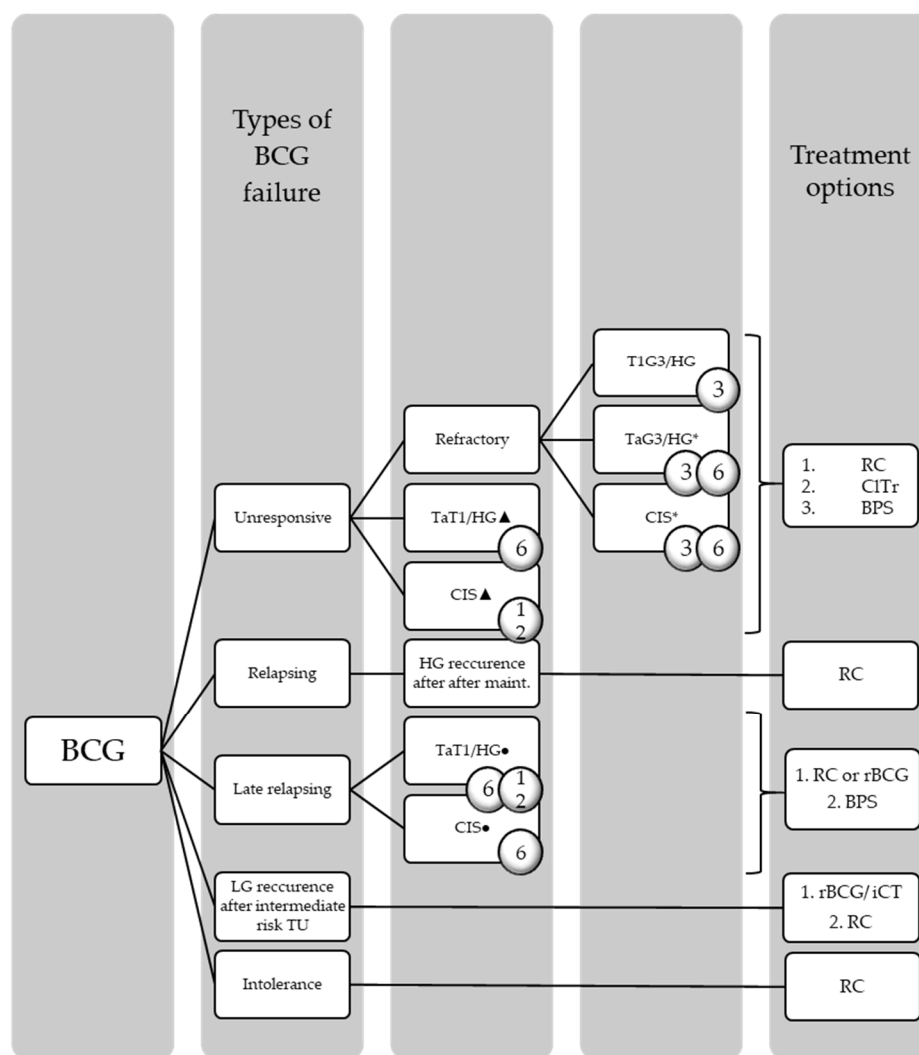 Types of
BCG
failure
Treatment
options
T1G3/HG
3
Refractory
TaG3/HG*
3 6
1. RC
2. ClTr
3. BPS
Unresponsive
TaT1/HG▲
6
CIS*
3 6
CIS▲
1
2
Relapsing
HG reccurence
after after maint.
RC
BCG
TaT1/HG●
6 1
2
Late relapsing
1. RC or rBCG
2. BPS
CIS●
6
LG reccurence
after intermediate
risk TU
1. rBCG/iCT
2. RC
Intolerance
RC